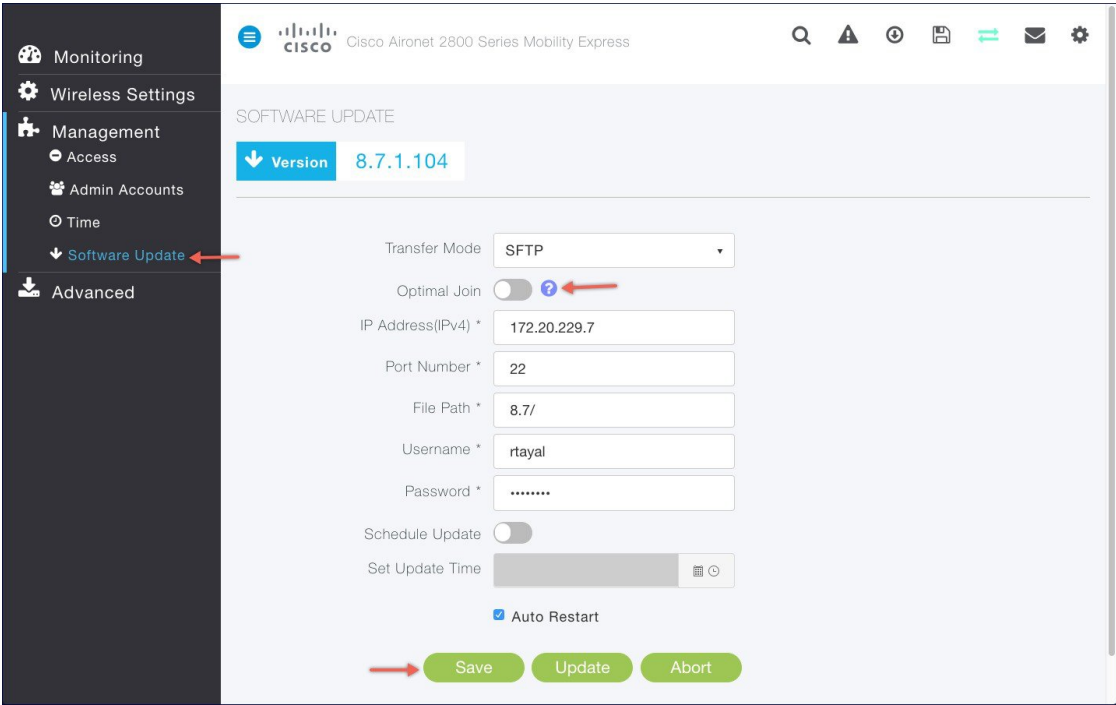 Monitoring
Wireless Settings
Management
Access
Admin Accounts
Time
Software Update
Advanced
CISCO Cisco Aironet 2800 Series Mobility Express
SOFTWARE UPDATE
Version 8.7.1.104
Transfer Mode SFTP
Optimal Join ?
IP Address(IPv4) * 172.20.229.7
Port Number * 22
File Path * 8.7/
Username * rtayal
Password * ••••••••
Schedule Update
Set Update Time
Auto Restart
Save Update Abort